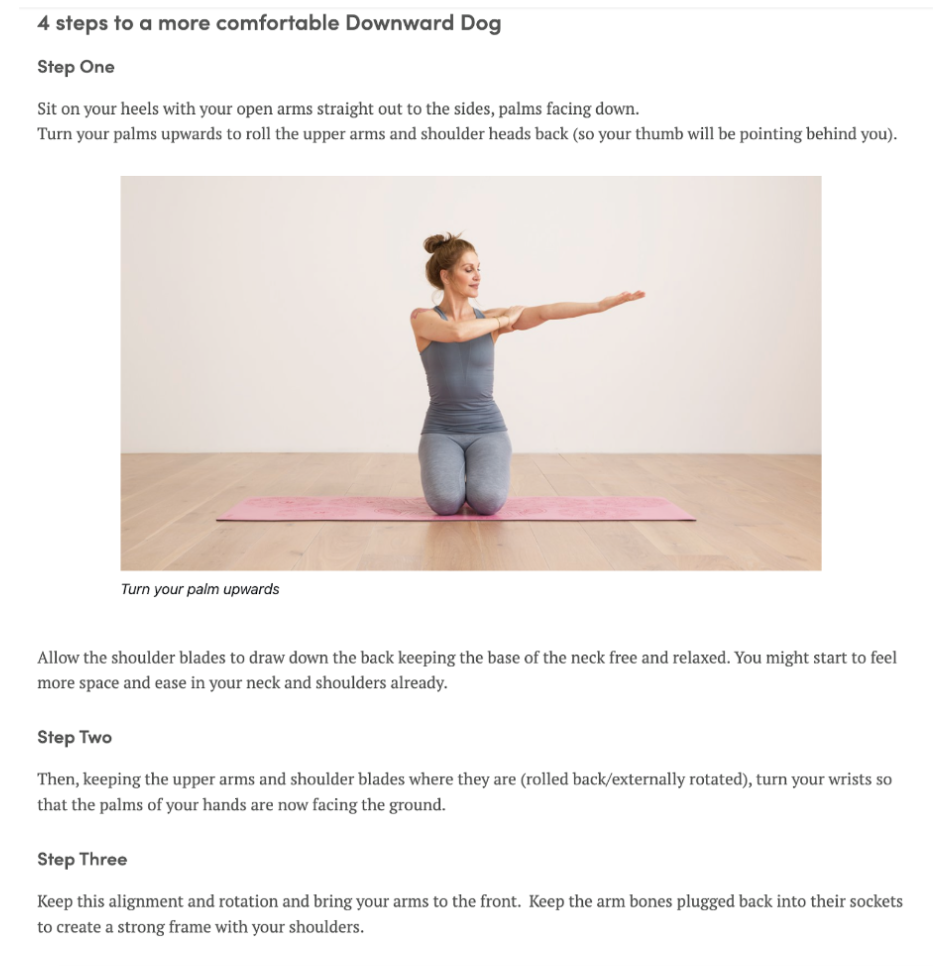 4 steps to a more comfortable Downward Dog
Step One
Sit on your heels with your open arms straight out to the sides, palms facing down.
Turn your palms upwards to roll the upper arms and shoulder heads back (so your thumb will be pointing behind you).
Turn your palm upwards
Allow the shoulder blades to draw down the back keeping the base of the neck free and relaxed. You might start to feel
more space and ease in your neck and shoulders already.
Step Two
Then, keeping the upper arms and shoulder blades where they are (rolled back/externally rotated), turn your wrists so
that the palms of your hands are now facing the ground.
Step Three
Keep this alignment and rotation and bring your arms to the front.  Keep the arm bones plugged back into their sockets
to create a strong frame with your shoulders.